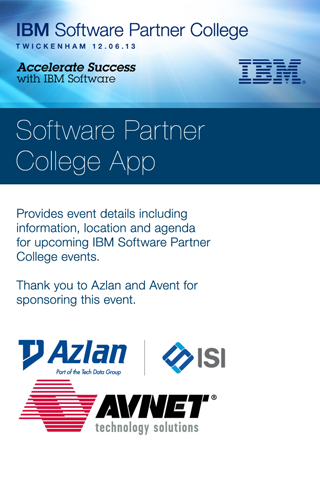 IBM Software Partner College
TWICKENHAM 12.06.13
Accelerate Success
with IBM Software
IBM®
Software Partner
College App
Provides event details including
information, location and agenda
for upcoming IBM Software Partner
College events.
Thank you to Azlan and Avent for
sponsoring this event.
TD Azlan
Part of the Tech Data Group
ISI
AVNET®
technology solutions